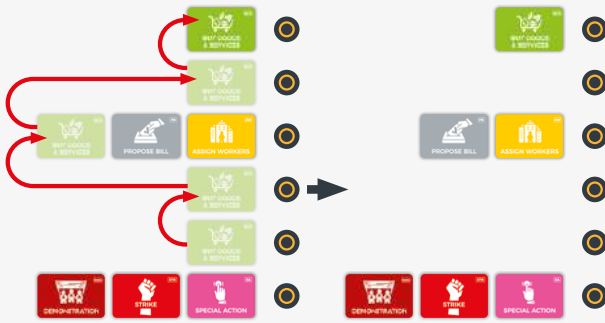 BUY GOODS
& SERVICES
BUY GOODS
& SERVICES
BUY GOODS
& SERVICES
BUY GOODS
& SERVICES
PROPOSE BILL
ASSIGN WORKERS
PROPOSE BILL
ASSIGN WORKERS
BUY GOODS
& SERVICES
BUY GOODS
& SERVICES
DEMONSTRATION
STRIKE
SPECIAL ACTION
DEMONSTRATION
STRIKE
SPECIAL ACTION